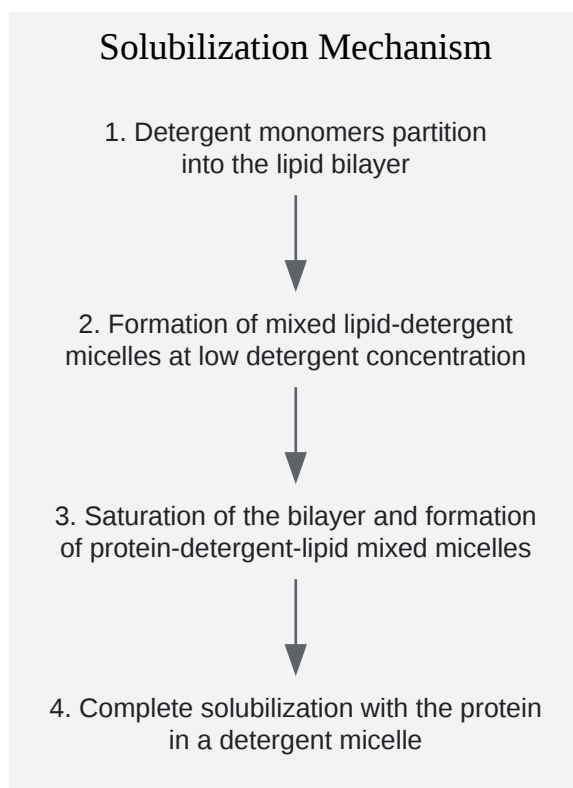 Solubilization Mechanism
1. Detergent monomers partition
into the lipid bilayer
2. Formation of mixed lipid-detergent
micelles at low detergent concentration
3. Saturation of the bilayer and formation
of protein-detergent-lipid mixed micelles
4. Complete solubilization with the protein
in a detergent micelle